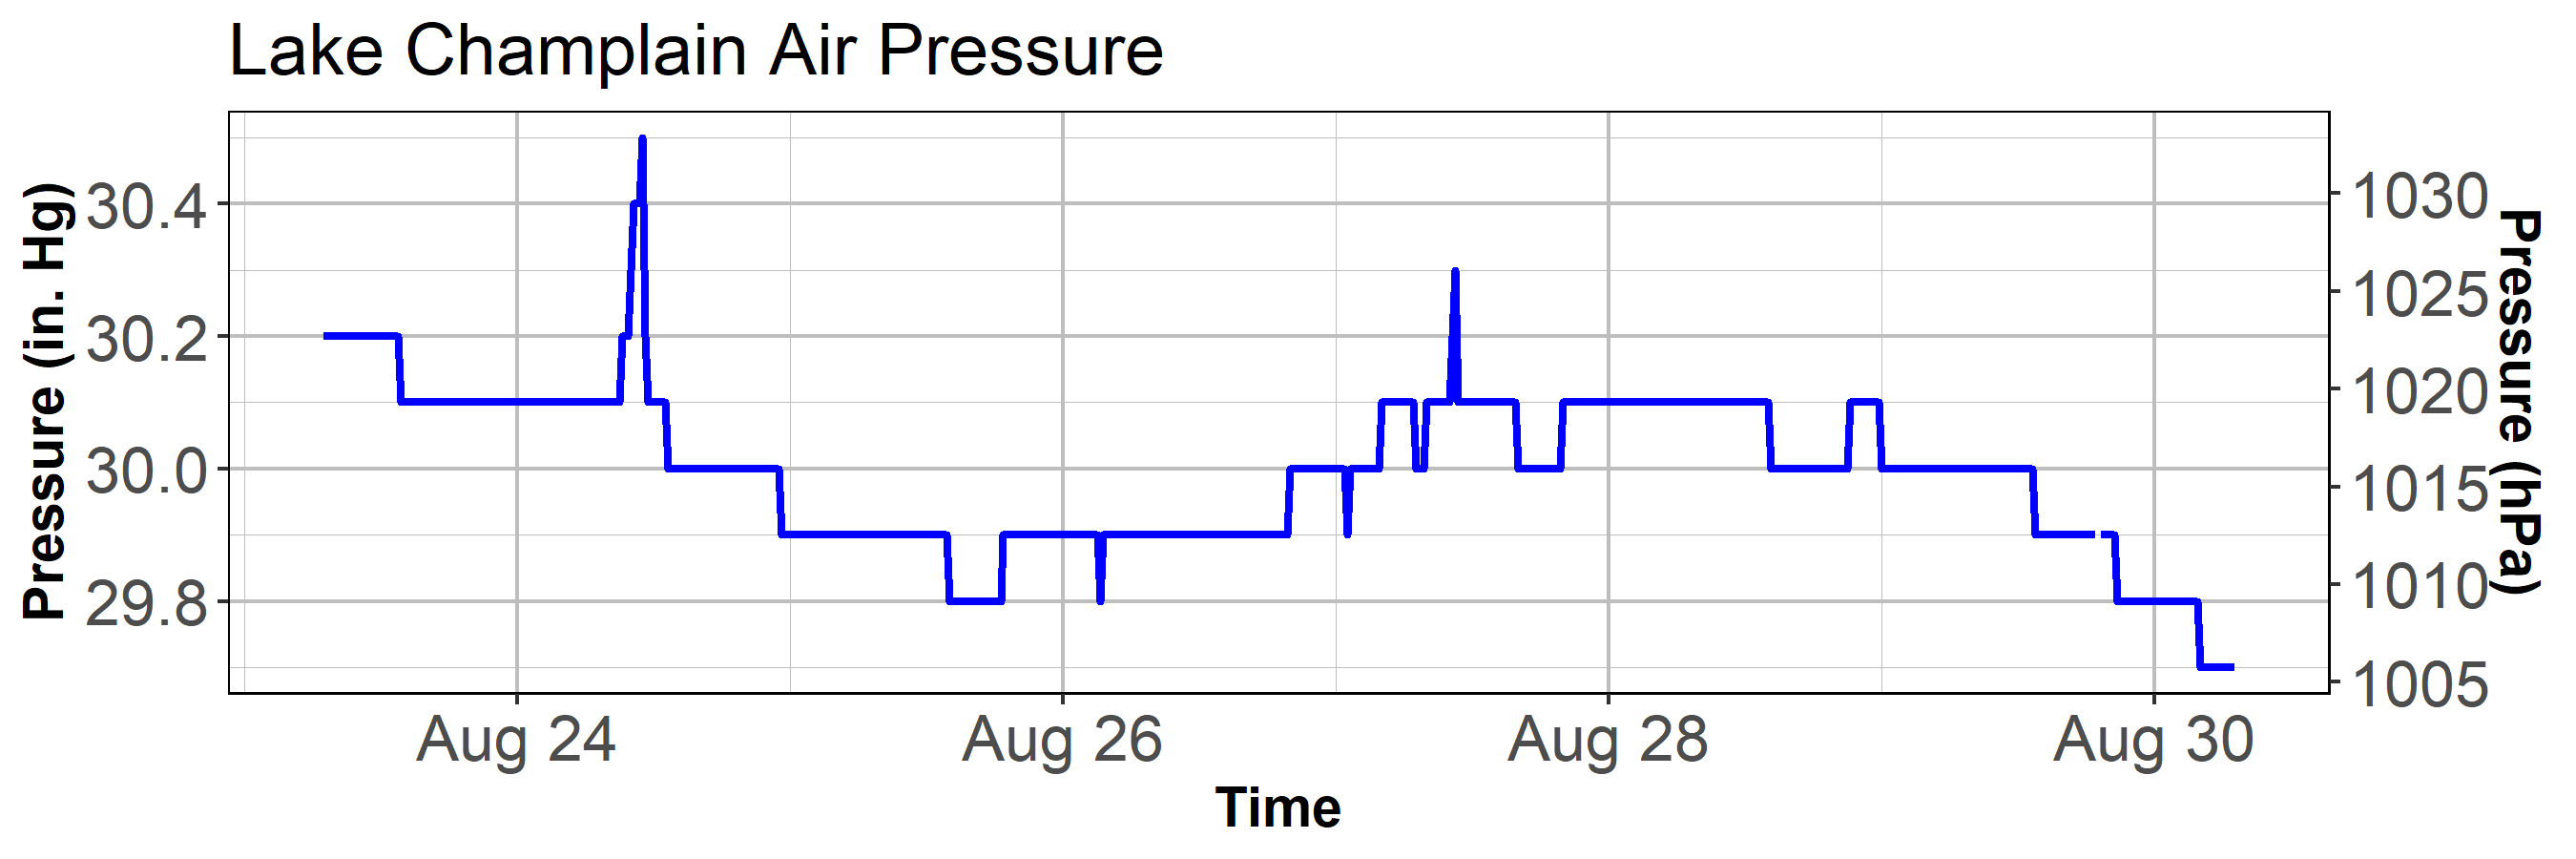 Lake Champlain Air Pressure
Pressure (in. Hg)
30.4
30.2
30.0
29.8
1030
1025
1020
1015
1010
1005
Pressure (hPa)
Aug 24 Aug 26 Aug 28 Aug 30
Time